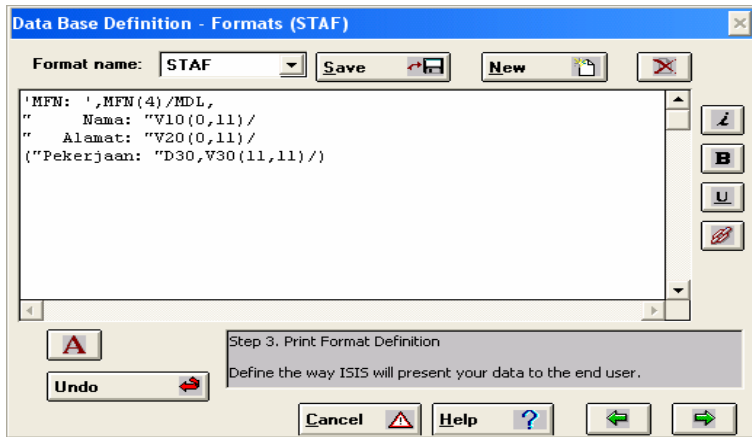 Data Base Definition - Formats (STAF)
Format name: STAF Save New
'MFN: ',MFN(4)/MDL,
"     Nama: "V10(0,11)/
"   Alamat: "V20(0,11)/
("Pekerjaan: "D30,V30(11,11)/)
i
B
U
A
Undo
Step 3. Print Format Definition
Define the way ISIS will present your data to the end user.
Cancel Help ?